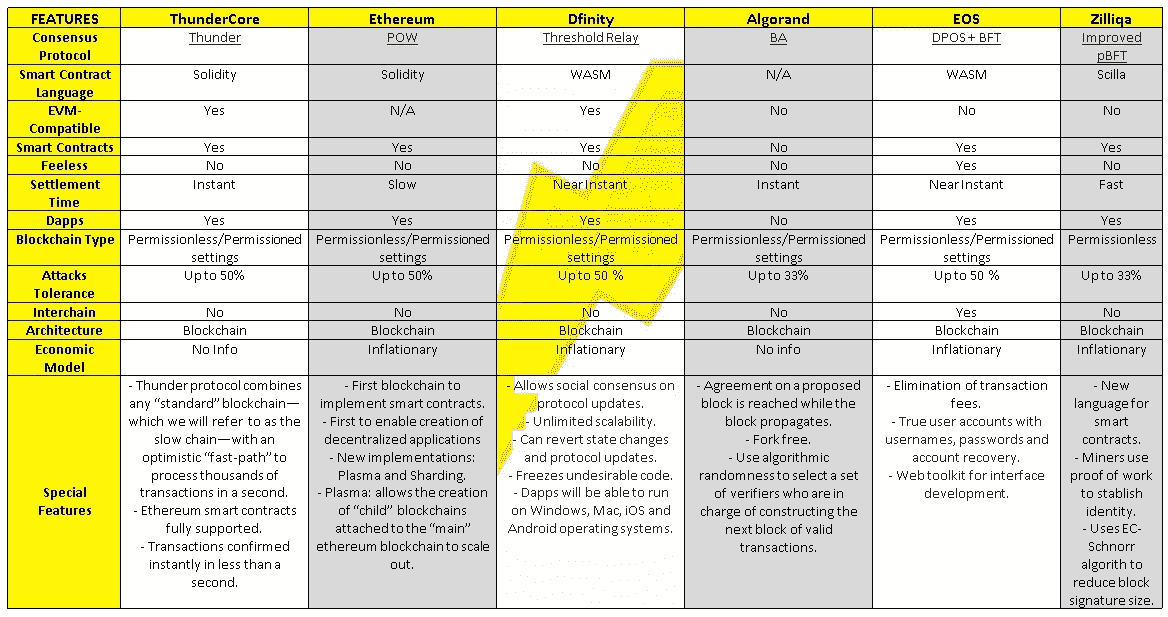 FEATURES ThunderCore Ethereum Dfinity Algorand EOS Zilliqa
Consensus Protocol Thunder POW Threshold Relay BA DPOS + BFT Improved pBFT
Smart Contract Language Solidity Solidity WASM N/A WASM Scilla
EVM-Compatible Yes N/A Yes No No No
Smart Contracts Yes Yes Yes No Yes Yes
Feeless No No No No Yes No
Settlement Time Instant Slow Near Instant Instant Near Instant Fast
Dapps Yes Yes Yes No Yes Yes
Blockchain Type Permissionless/Permissioned settings Permissionless/Permissioned settings Permissionless/Permissioned settings Permissionless/Permissioned settings Permissionless/Permissioned settings Permissionless
Attacks Tolerance Up to 50% Up to 50% Up to 50 % Up to 33% Up to 50 % Up to 33%
Interchain No No No No Yes No
Architecture Blockchain Blockchain Blockchain Blockchain Blockchain Blockchain
Economic Model No Info Inflationary Inflationary No info Inflationary Inflationary
Special Features
- Thunder protocol combines
any “standard” blockchain—
which we will refer to as the
slow chain—with an
optimistic “fast-path” to
process thousands of
transactions in a second.
- Ethereum smart contracts
fully supported.
- Transactions confirmed
instantly in less than a
second.
- First blockchain to
implement smart contracts.
- First to enable creation of
decentralized applications
- New implementations:
Plasma and Sharding.
- Plasma: allows the creation
of “child” blockchains
attached to the “main”
ethereum blockchain to scale
out.
- Allows social consensus on
protocol updates.
- Unlimited scalability.
- Can revert state changes
and protocol updates.
- Freezes undesirable code.
- Dapps will be able to run
on Windows, Mac, iOS and
Android operating systems.
- Agreement on a proposed
block is reached while the
block propagates.
- Fork free.
- Use algorithmic
randomness to select a set
of verifiers who are in
charge of constructing the
next block of valid
transactions.
- Elimination of transaction
fees.
- True user accounts with
usernames, passwords and
account recovery.
- Web toolkit for interface
development.
- New
language for
smart
contracts.
- Miners use
proof of work
to stablish
identity.
- Uses EC-
Schnorr
algorith to
reduce block
signature size.